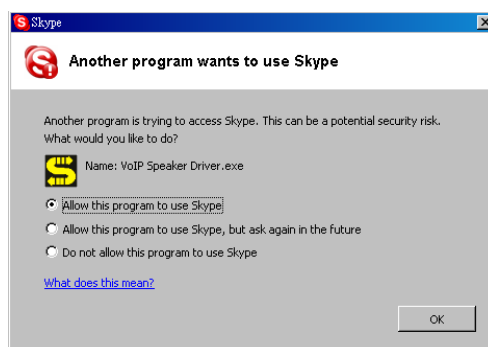 Skype
Another program wants to use Skype
Another program is trying to access Skype. This can be a potential security risk.
What would you like to do?
Name: VoIP Speaker Driver.exe
Allow this program to use Skype
Allow this program to use Skype, but ask again in the future
Do not allow this program to use Skype
What does this mean?
OK